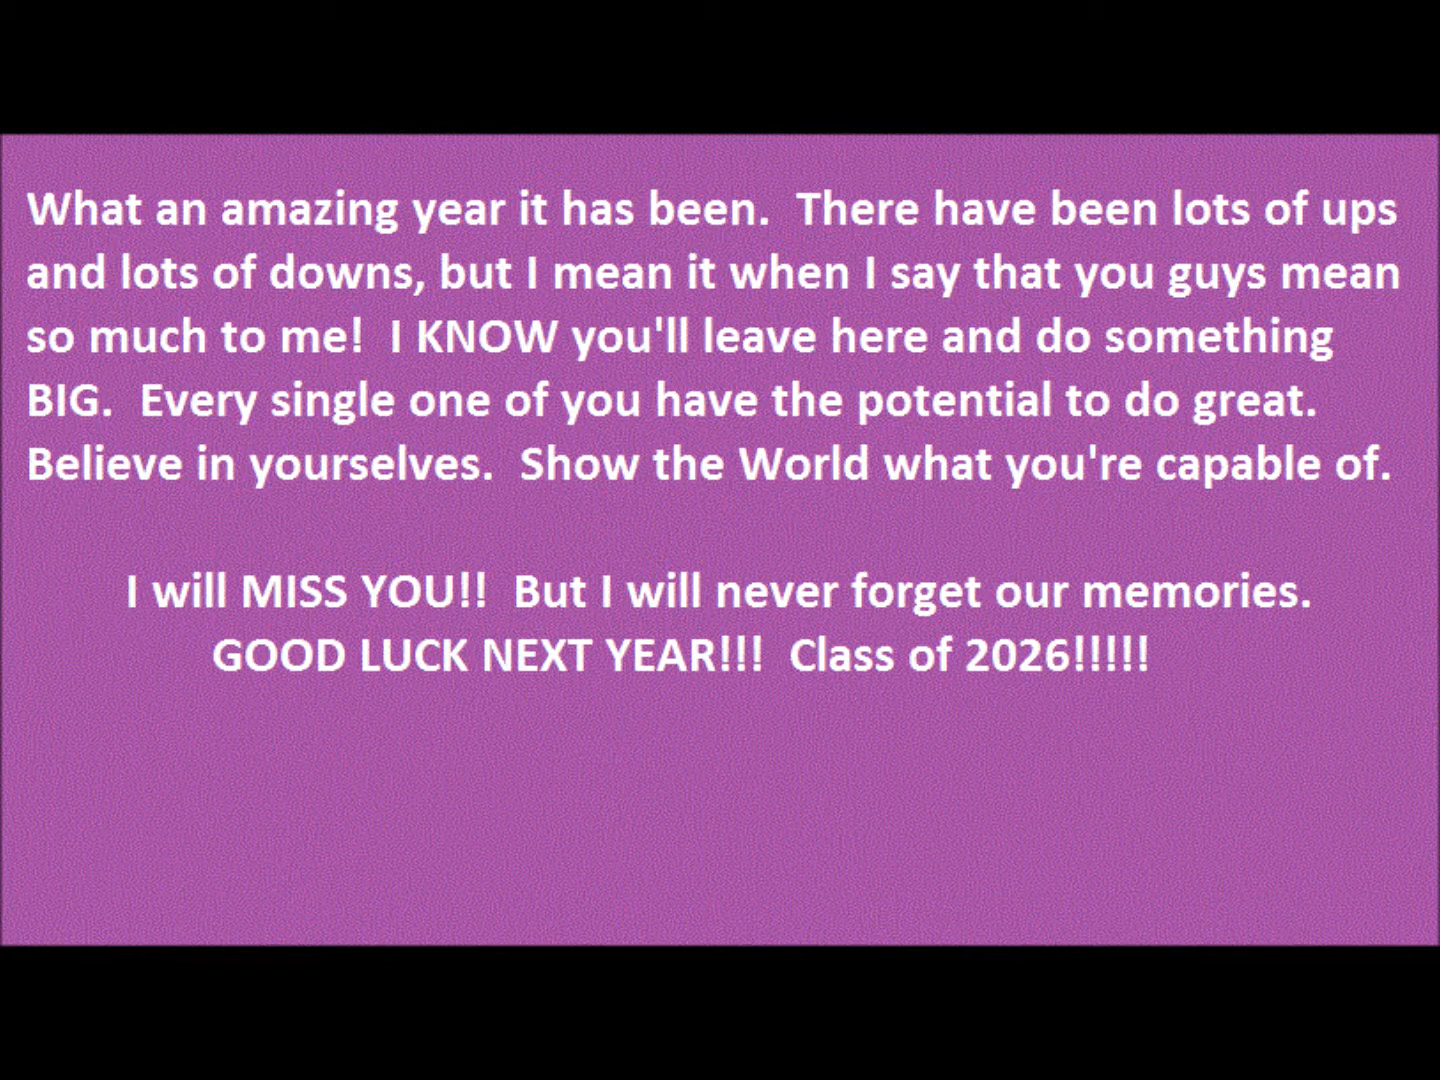 What an amazing year it has been.  There have been lots of ups
and lots of downs, but I mean it when I say that you guys mean
so much to me!  I KNOW you'll leave here and do something
BIG.  Every single one of you have the potential to do great.
Believe in yourselves.  Show the World what you're capable of.
I will MISS YOU!!  But I will never forget our memories.
GOOD LUCK NEXT YEAR!!!  Class of 2026!!!!!